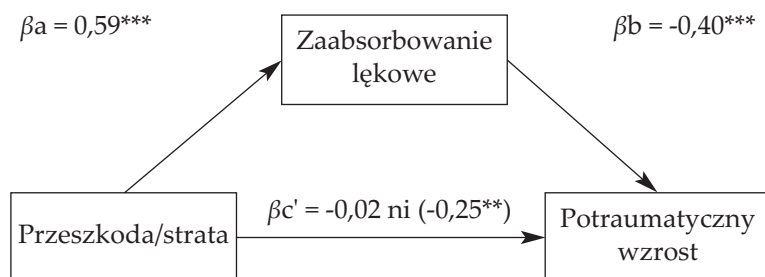 βa = 0,59***
Zaabsorbowanie
lękowe
βb = -0,40***
Przeszkoda/strata
βc' = -0,02 ni (-0,25**)
Potraumatyczny
wzrost